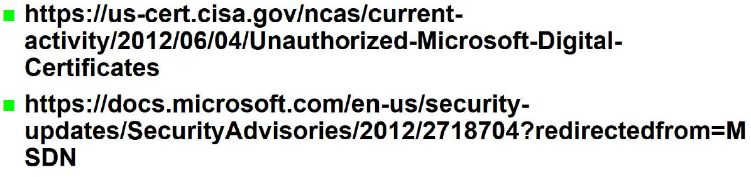 https://us-cert.cisa.gov/ncas/current-
activity/2012/06/04/Unauthorized-Microsoft-Digital-
Certificates
https://docs.microsoft.com/en-us/security-
updates/SecurityAdvisories/2012/2718704?redirectedfrom=M
SDN